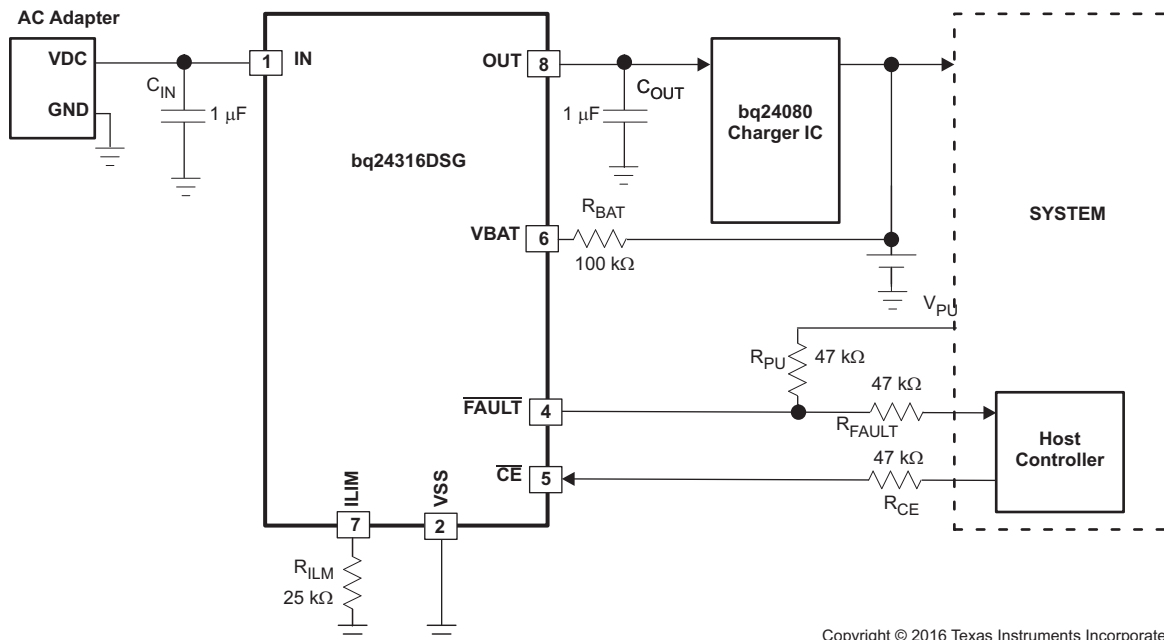 AC Adapter
VDC
GND
C_IN
1 μF
1
IN
bq24316DSG
OUT
8
C_OUT
1 μF
bq24080
Charger IC
VBAT
6
R_BAT
100 kΩ
SYSTEM
V_PU
R_PU
47 kΩ
FAULT
4
47 kΩ
R_FAULT
Host
Controller
CE
5
47 kΩ
R_CE
ILIM
7
VSS
2
R_ILM
25 kΩ
Copyright © 2016 Texas Instruments Incorporate